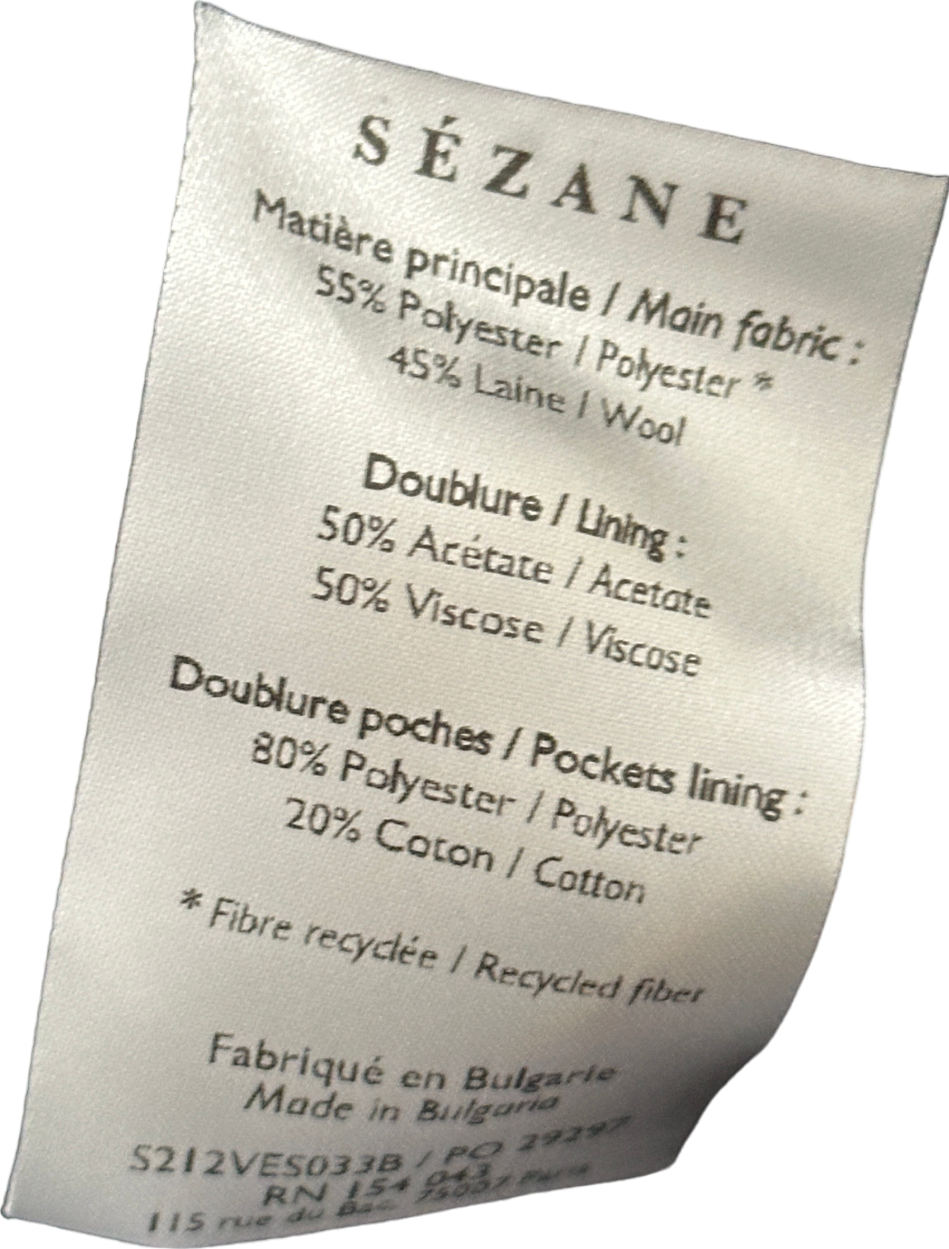 SÉZANE
Matière principale / Main fabric :
55% Polyester / Polyester *
45% Laine / Wool
Doublure / Lining :
50% Acétate / Acetate
50% Viscose / Viscose
Doublure poches / Pockets lining :
80% Polyester / Polyester
20% Coton / Cotton
* Fibre recyclée / Recycled fiber
Fabriqué en Bulgarie
Made in Bulgaria
S212VES033B / PO 29297
RN 154 043
115 rue du Bac 75007 Paris